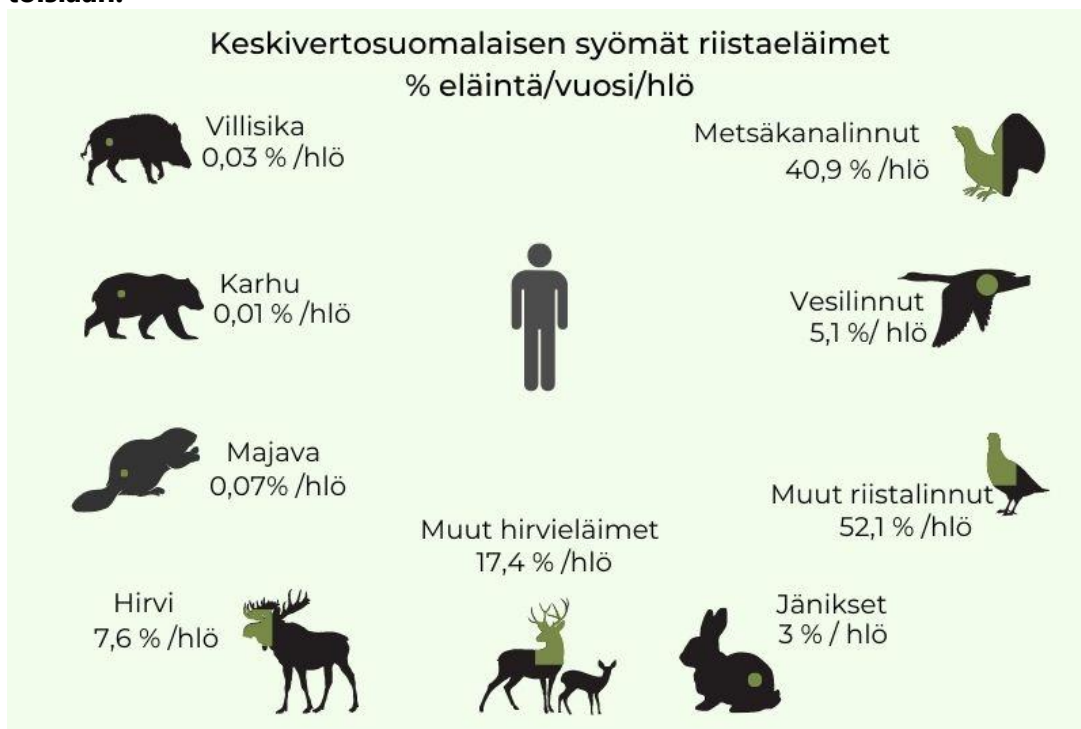 Keskivertosuomalaisen syömät riistaeläimet
% eläintä/vuosi/hlö
Villisika
0,03 % /hlö
Metsäkanalinnut
40,9 % /hlö
Karhu
0,01 % /hlö
Vesilinnut
5,1 %/ hlö
Majava
0,07% /hlö
Muut riistalinnut
52,1 % /hlö
Muut hirvieläimet
17,4 % /hlö
Hirvi
7,6 % /hlö
Jänikset
3 % / hlö